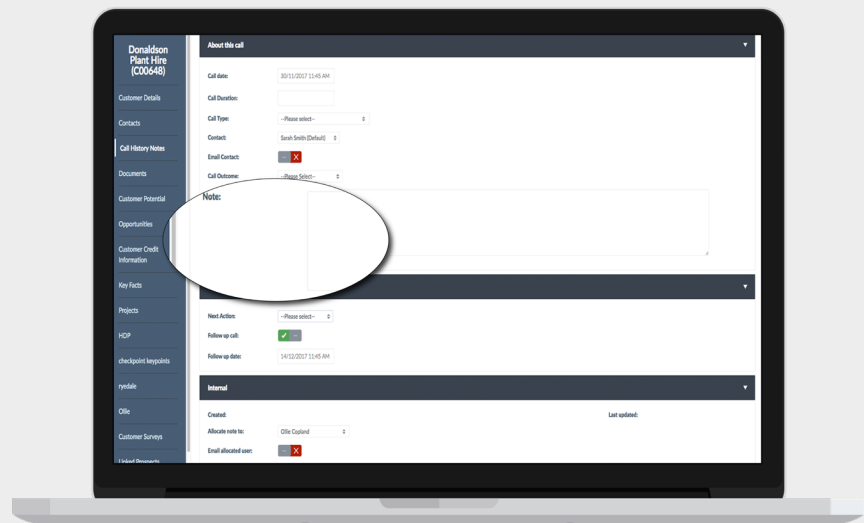 Donaldson
Plant Hire
(C00648)
Customer Details
Contacts
Call History Notes
Documents
Customer Potential
Opportunities
Customer Credit
Information
Key Facts
Projects
HDP
checkpoint keypoints
ryedale
Ollie
Customer Surveys
Linked Prospects
About this call
Call date: 30/11/2017 11:45 AM
Call Duration:
Call Type: --Please select--
Contact: Sarah Smith (Default)
Email Contact: -- X
Call Outcome: --Please Select--
Note:
Next Action: --Please select--
Follow up call: ✓ --
Follow up date: 14/12/2017 11:45 AM
Internal
Created: Last updated:
Allocate note to: Ollie Copland
Email allocated user: -- X